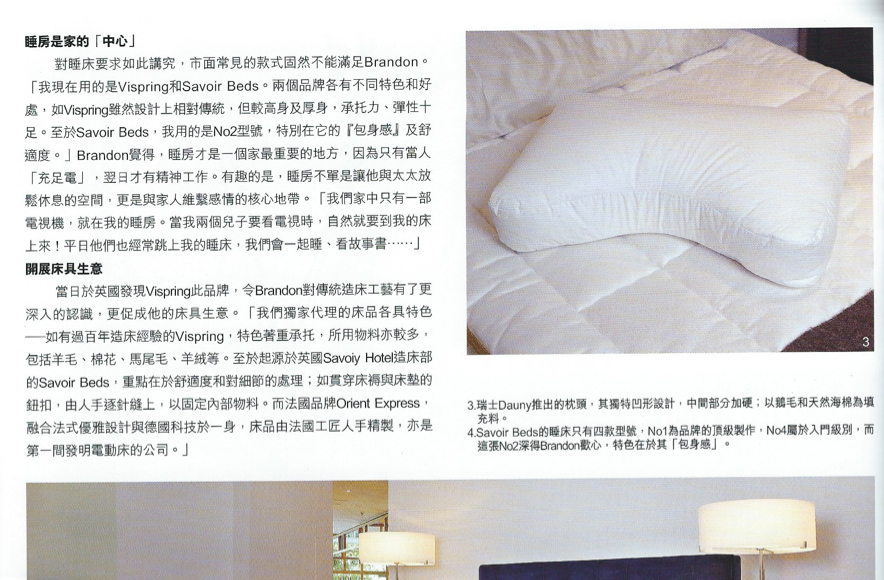 睡房是家的「中心」
對睡床要求如此講究，市面常見的款式固然不能滿足Brandon。
「我現在用的是Vispring和Savoir Beds。兩個品牌各有不同特色和好
處，如Vispring雖然設計上相對傳統，但較高身及厚身，承托力、彈性十
足。至於Savoir Beds，我用的是No2型號，特別在它的『包身感』及舒
適度。」Brandon覺得，睡房才是一個家最重要的地方，因為只有當人
「充足電」，翌日才有精神工作。有趣的是，睡房不單是讓他與太太放
鬆休息的空間，更是與家人維繫感情的核心地帶。「我們家中只有一部
電視機，就在我的睡房。當我兩個兒子要看電視時，自然就要到我的床
上來！平日他們也經常跳上我的睡床，我們會一起睡、看故事書⋯⋯」
開展床具生意
當日於英國發現Vispring此品牌，令Brandon對傳統造床工藝有了更
深入的認識，更促成他的床具生意。「我們獨家代理的床品各具特色
——如有過百年造床經驗的Vispring，特色著重承托，所用物料亦較多，
包括羊毛、棉花、馬尾毛、羊絨等。至於起源於英國Savoiy Hotel造床部
的Savoir Beds，重點在於舒適度和對細節的處理；如貫穿床褥與床墊的
鈕扣，由人手逐針縫上，以固定內部物料。而法國品牌Orient Express，
融合法式優雅設計與德國科技於一身，床品由法國工匠人手精製，亦是
第一間發明電動床的公司。」
3
3.瑞士Dauny推出的枕頭，其獨特凹形設計，中間部分加硬；以鵝毛和天然海棉為填
充料。
4.Savoir Beds的睡床只有四款型號，No1為品牌的頂級製作，No4屬於入門級別，而
這張No2深得Brandon歡心，特色在於其「包身感」。